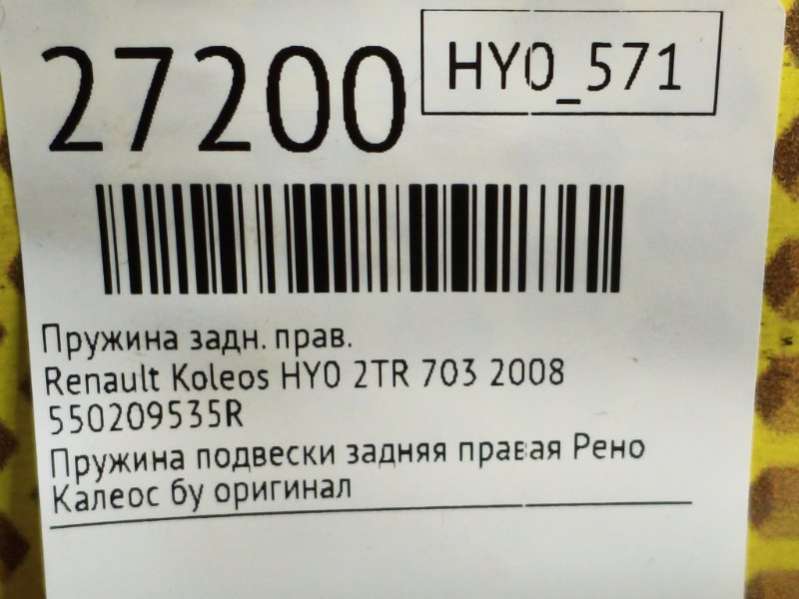 27200
HY0_571
Пружина задн. прав.
Renault Koleos HY0 2TR 703 2008
550209535R
Пружина подвески задняя правая Рено
Калеос бу оригинал